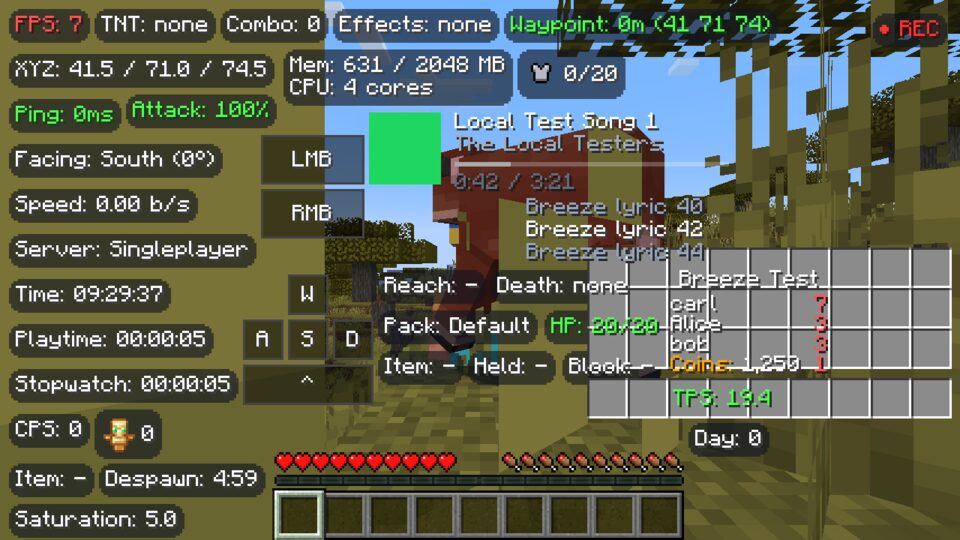 FPS: 7
TNT: none
Combo: 0
Effects: none
Waypoint: 0m (41 71 74)
REC
XYZ: 41.5 / 71.0 / 74.5
Mem: 631 / 2048 MB
CPU: 4 cores
0/20
Ping: 0ms
Attack: 100%
Local Test Song 1
The Local Testers
0:42 / 3:21
Facing: South (0°)
LMB
Speed: 0.00 b/s
RMB
Breeze lyric 40
Breeze lyric 42
Breeze lyric 44
Server: Singleplayer
Time: 09:29:37
W
Reach: - Death: none
Breeze Test
carl 7
Alice 3
bob 3
Coins: 1,250 1
Playtime: 00:00:05
A
S
D
Pack: Default
HP: 20/20
Stopwatch: 00:00:05
^
Item: -
Held: -
Block: -
TPS: 19.4
CPS: 0
0
Day: 0
Item: -
Despawn: 4:59
Saturation: 5.0